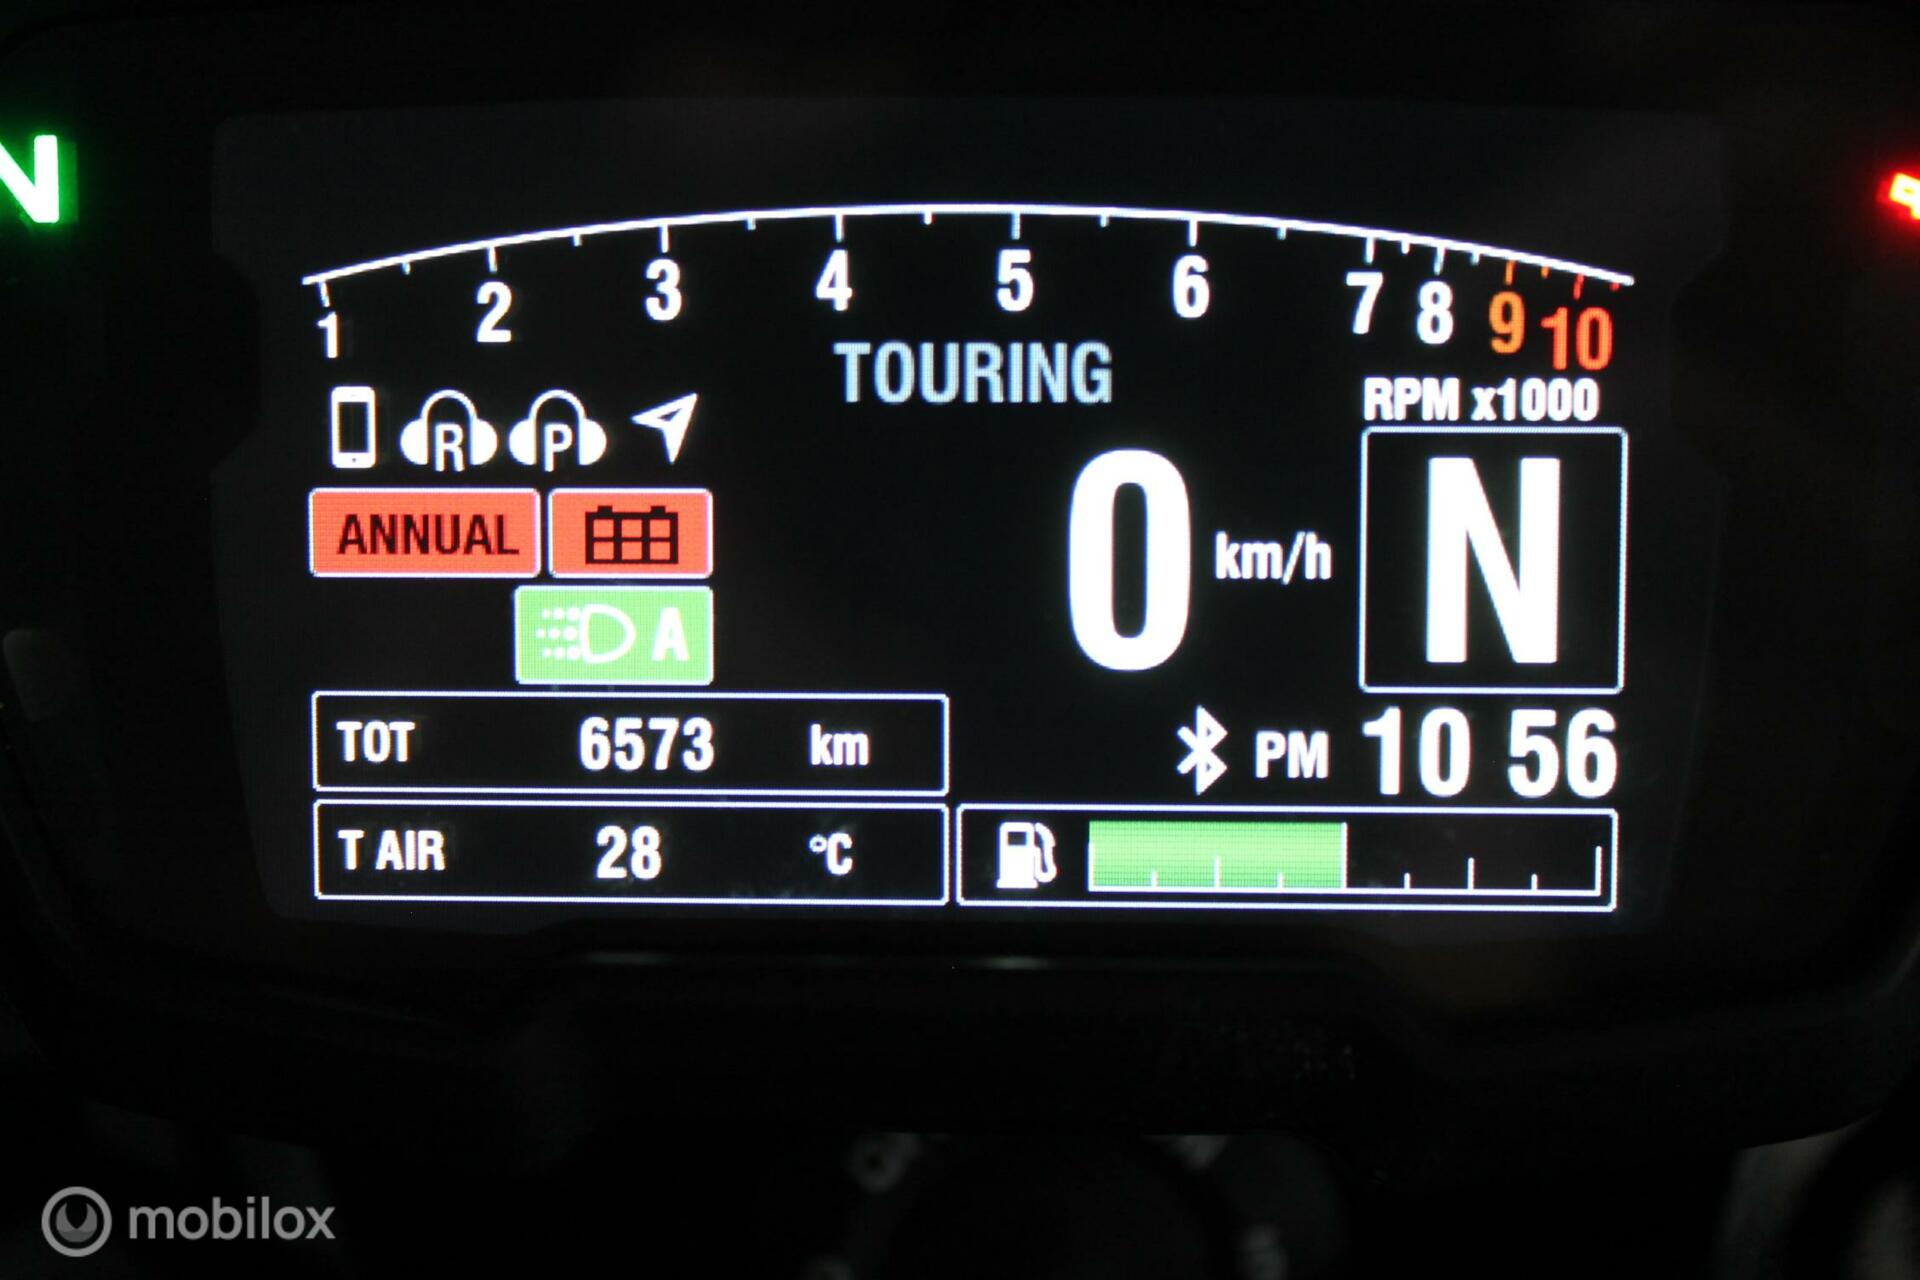 N
1 2 3 4 5 6 7 8 9 10
TOURING
RPM x1000
R P
ANNUAL
A
0 km/h
N
TOT 6573 km
PM 10 56
T AIR 28 °C
mobilox